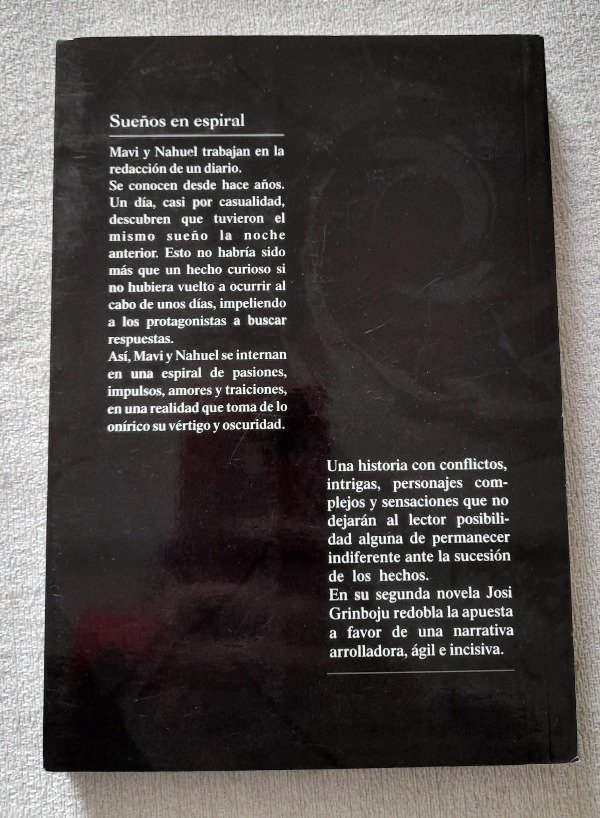 Sueños en espiral
Mavi y Nahuel trabajan en la
redacción de un diario.
Se conocen desde hace años.
Un día, casi por casualidad,
descubren que tuvieron el
mismo sueño la noche
anterior. Esto no habría sido
más que un hecho curioso si
no hubiera vuelto a ocurrir al
cabo de unos días, impeliendo
a los protagonistas a buscar
respuestas.
Así, Mavi y Nahuel se internan
en una espiral de pasiones,
impulsos, amores y traiciones,
en una realidad que toma de lo
onírico su vértigo y oscuridad.
Una historia con conflictos,
intrigas, personajes com-
plejos y sensaciones que no
dejarán al lector posibili-
dad alguna de permanecer
indiferente ante la sucesión
de los hechos.
En su segunda novela Josi
Grinboju redobla la apuesta
a favor de una narrativa
arrolladora, ágil e incisiva.